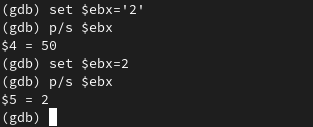 (gdb) set $ebx='2'
(gdb) p/s $ebx
$4 = 50
(gdb) set $ebx=2
(gdb) p/s $ebx
$5 = 2
(gdb)